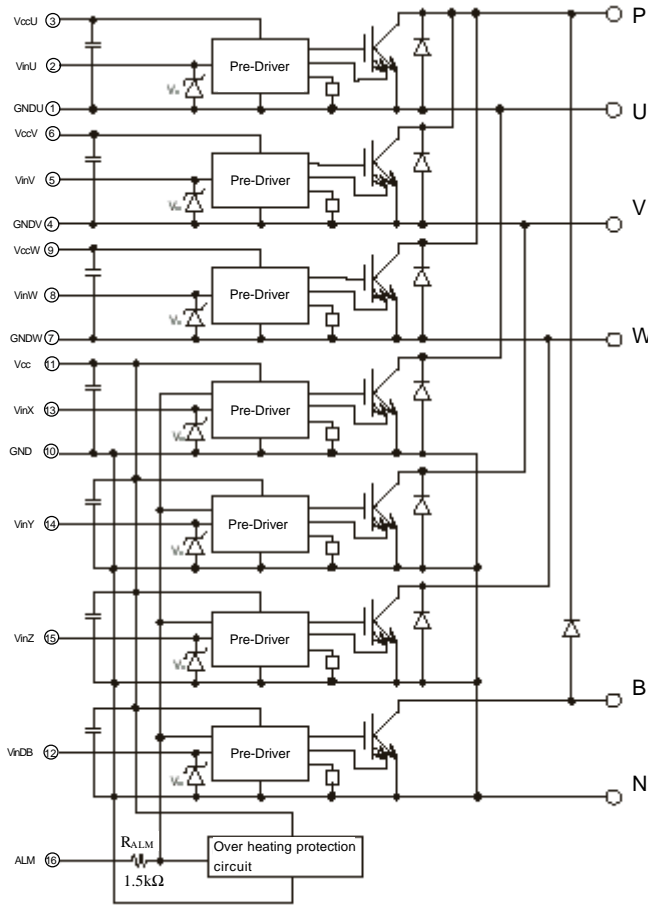 VccU 3 P
VinU 2 Pre-Driver
GNDU 1 U
VccV 6
VinV 5 Pre-Driver
GNDV 4 V
VccW 9
VinW 8 Pre-Driver
GNDW 7 W
Vcc 11
VinX 13 Pre-Driver
GND 10
VinY 14 Pre-Driver
VinZ 15 Pre-Driver
B
VinDB 12 Pre-Driver
N
RALM
ALM 16
1.5kΩ
Over heating protection
circuit